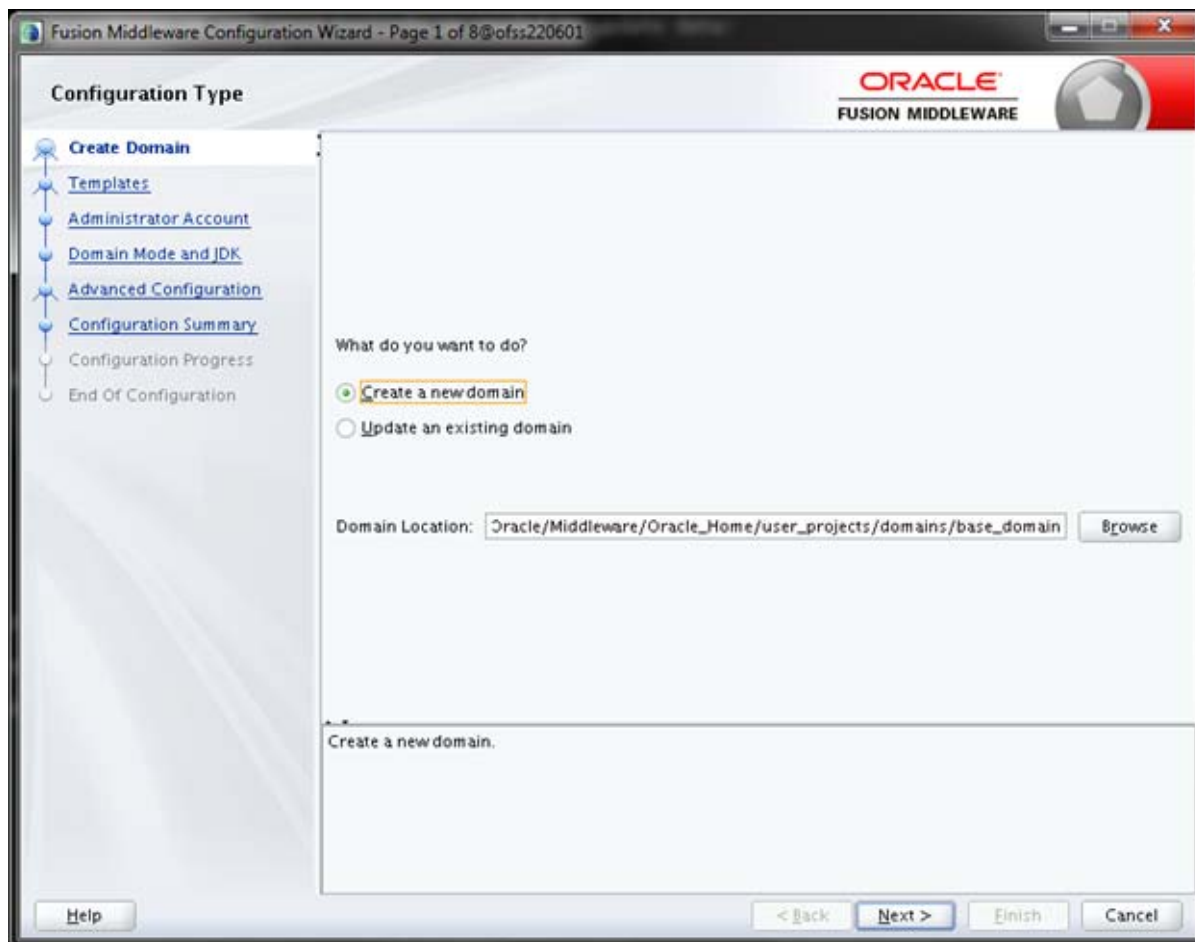 Fusion Middleware Configuration Wizard - Page 1 of 8@ofss220601
Configuration Type
ORACLE
FUSION MIDDLEWARE
Create Domain
Templates
Administrator Account
Domain Mode and JDK
Advanced Configuration
Configuration Summary
Configuration Progress
End Of Configuration
What do you want to do?
Create a new domain
Update an existing domain
Domain Location: Oracle/Middleware/Oracle_Home/user_projects/domains/base_domain Browse
Create a new domain.
Help < Back Next > Finish Cancel